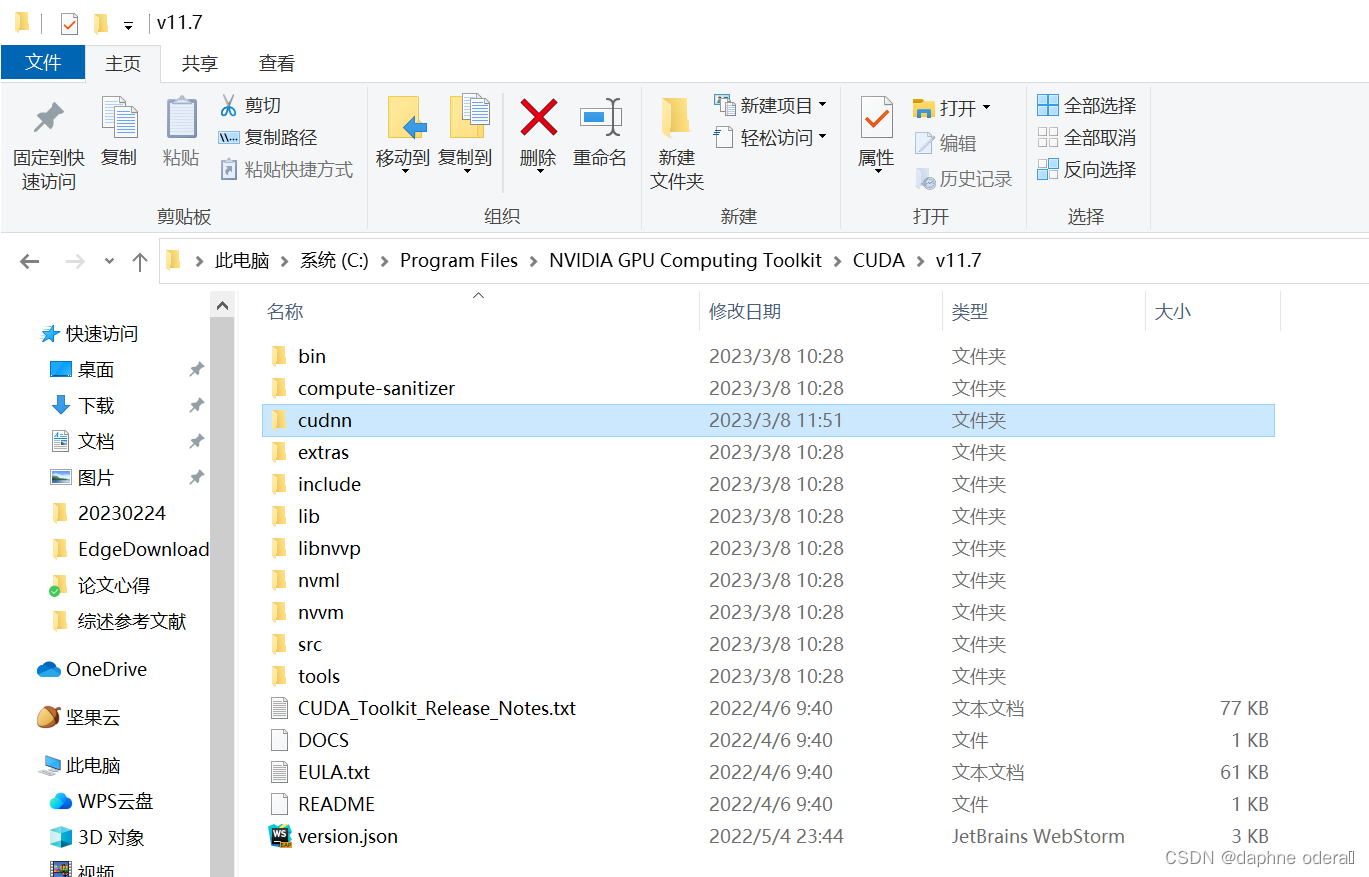 v11.7
文件 主页 共享 查看
固定到快速访问 复制 粘贴 剪切 复制路径 粘贴快捷方式 移动到 复制到 删除 重命名 新建文件夹 新建项目 轻松访问 属性 打开 编辑 历史记录 全部选择 全部取消 反向选择
剪贴板 组织 新建 打开 选择
此电脑 系统 (C:) Program Files NVIDIA GPU Computing Toolkit CUDA v11.7
快速访问
桌面
下载
文档
图片
20230224
EdgeDownload
论文心得
综述参考文献
OneDrive
坚果云
此电脑
WPS云盘
3D 对象
视频
名称 修改日期 类型 大小
bin 2023/3/8 10:28 文件夹
compute-sanitizer 2023/3/8 10:28 文件夹
cudnn 2023/3/8 11:51 文件夹
extras 2023/3/8 10:28 文件夹
include 2023/3/8 10:28 文件夹
lib 2023/3/8 10:28 文件夹
libnvvp 2023/3/8 10:28 文件夹
nvml 2023/3/8 10:28 文件夹
nvvm 2023/3/8 10:28 文件夹
src 2023/3/8 10:28 文件夹
tools 2023/3/8 10:28 文件夹
CUDA_Toolkit_Release_Notes.txt 2022/4/6 9:40 文本文档 77 KB
DOCS 2022/4/6 9:40 文件 1 KB
EULA.txt 2022/4/6 9:40 文本文档 61 KB
README 2022/4/6 9:40 文件 1 KB
version.json 2022/5/4 23:44 JetBrains WebStorm 3 KB
CSDN @daphne odera